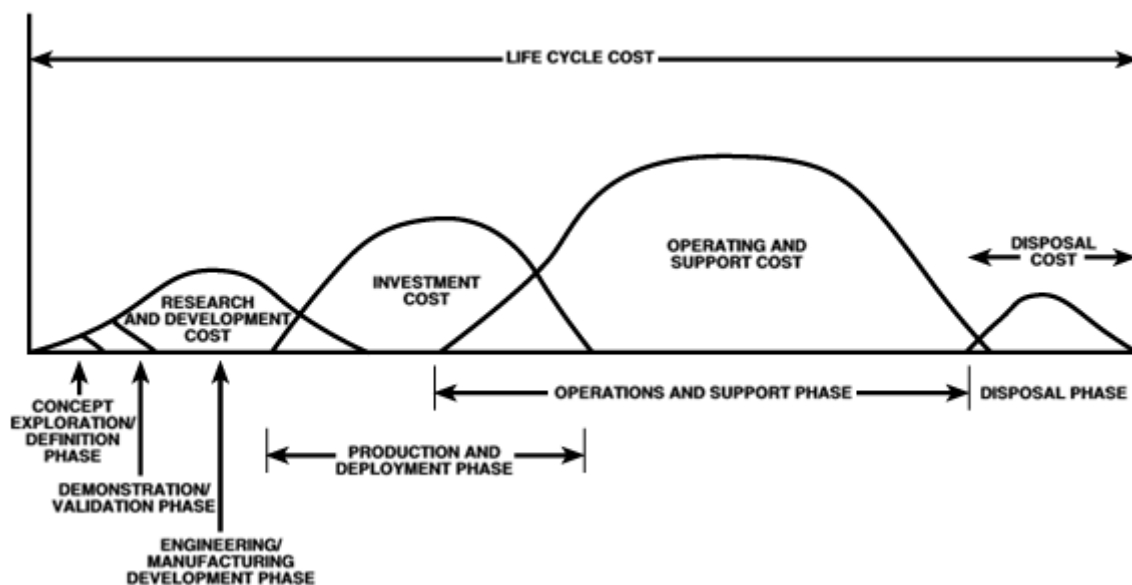 LIFE CYCLE COST
RESEARCH
AND DEVELOPMENT
COST
INVESTMENT
COST
OPERATING AND
SUPPORT COST
DISPOSAL
COST
CONCEPT
EXPLORATION/
DEFINITION
PHASE
DEMONSTRATION/
VALIDATION PHASE
ENGINEERING/
MANUFACTURING
DEVELOPMENT PHASE
PRODUCTION AND
DEPLOYMENT PHASE
OPERATIONS AND SUPPORT PHASE
DISPOSAL PHASE